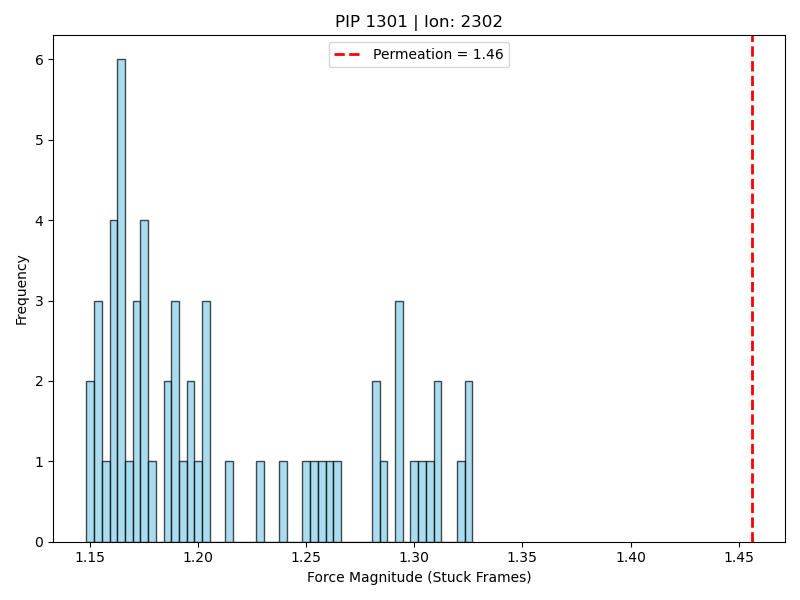 PIP 1301 | Ion: 2302
Permeation = 1.46
6
5
4
3
2
1
0
Frequency
1.15 1.20 1.25 1.30 1.35 1.40 1.45
Force Magnitude (Stuck Frames)